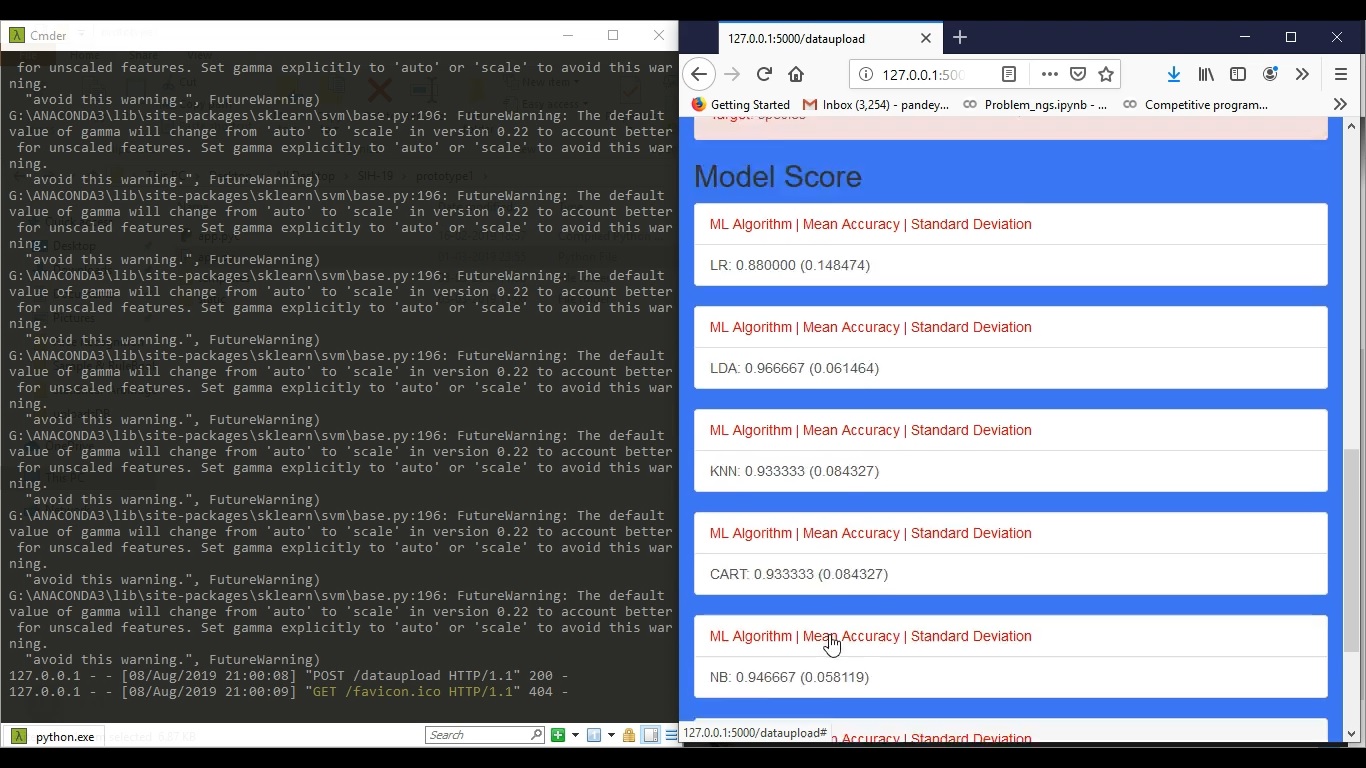 Cmder
for unscaled features. Set gamma explicitly to 'auto' or 'scale' to avoid this war
ning.
"avoid this warning.", FutureWarning)
G:\ANACONDA3\lib\site-packages\sklearn\svm\base.py:196: FutureWarning: The default
value of gamma will change from 'auto' to 'scale' in version 0.22 to account better
for unscaled features. Set gamma explicitly to 'auto' or 'scale' to avoid this war
ning.
"avoid this warning.", FutureWarning)
G:\ANACONDA3\lib\site-packages\sklearn\svm\base.py:196: FutureWarning: The default
value of gamma will change from 'auto' to 'scale' in version 0.22 to account better
for unscaled features. Set gamma explicitly to 'auto' or 'scale' to avoid this war
ning.
"avoid this warning.", FutureWarning)
G:\ANACONDA3\lib\site-packages\sklearn\svm\base.py:196: FutureWarning: The default
value of gamma will change from 'auto' to 'scale' in version 0.22 to account better
for unscaled features. Set gamma explicitly to 'auto' or 'scale' to avoid this war
ning.
"avoid this warning.", FutureWarning)
G:\ANACONDA3\lib\site-packages\sklearn\svm\base.py:196: FutureWarning: The default
value of gamma will change from 'auto' to 'scale' in version 0.22 to account better
for unscaled features. Set gamma explicitly to 'auto' or 'scale' to avoid this war
ning.
"avoid this warning.", FutureWarning)
G:\ANACONDA3\lib\site-packages\sklearn\svm\base.py:196: FutureWarning: The default
value of gamma will change from 'auto' to 'scale' in version 0.22 to account better
for unscaled features. Set gamma explicitly to 'auto' or 'scale' to avoid this war
ning.
"avoid this warning.", FutureWarning)
G:\ANACONDA3\lib\site-packages\sklearn\svm\base.py:196: FutureWarning: The default
value of gamma will change from 'auto' to 'scale' in version 0.22 to account better
for unscaled features. Set gamma explicitly to 'auto' or 'scale' to avoid this war
ning.
"avoid this warning.", FutureWarning)
G:\ANACONDA3\lib\site-packages\sklearn\svm\base.py:196: FutureWarning: The default
value of gamma will change from 'auto' to 'scale' in version 0.22 to account better
for unscaled features. Set gamma explicitly to 'auto' or 'scale' to avoid this war
ning.
"avoid this warning.", FutureWarning)
127.0.0.1 - - [08/Aug/2019 21:00:08] "POST /dataupload HTTP/1.1" 200 -
127.0.0.1 - - [08/Aug/2019 21:00:09] "GET /favicon.ico HTTP/1.1" 404 -
python.exe
Search
127.0.0.1:5000/dataupload
127.0.0.1:500
Getting Started
Inbox (3,254) - pandey...
Problem_ngs.ipynb - ...
Competitive program...
Target: species
Model Score
ML Algorithm | Mean Accuracy | Standard Deviation
LR: 0.880000 (0.148474)
ML Algorithm | Mean Accuracy | Standard Deviation
LDA: 0.966667 (0.061464)
ML Algorithm | Mean Accuracy | Standard Deviation
KNN: 0.933333 (0.084327)
ML Algorithm | Mean Accuracy | Standard Deviation
CART: 0.933333 (0.084327)
ML Algorithm | Mean Accuracy | Standard Deviation
NB: 0.946667 (0.058119)
Accuracy | Standard Deviation
127.0.0.1:5000/dataupload#